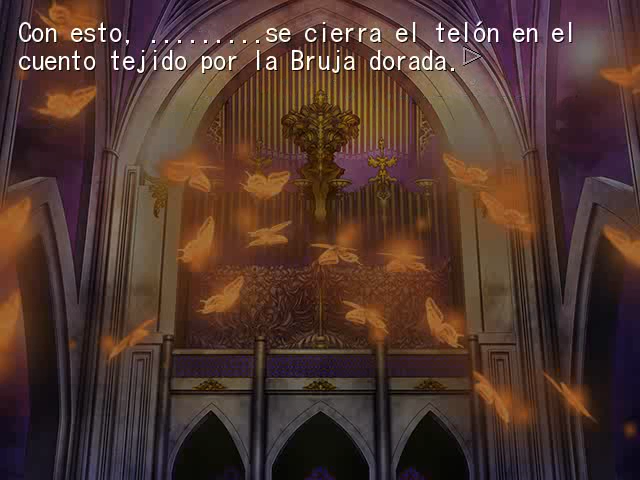 Con esto, .........se cierra el telón en el
cuento tejido por la Bruja dorada.